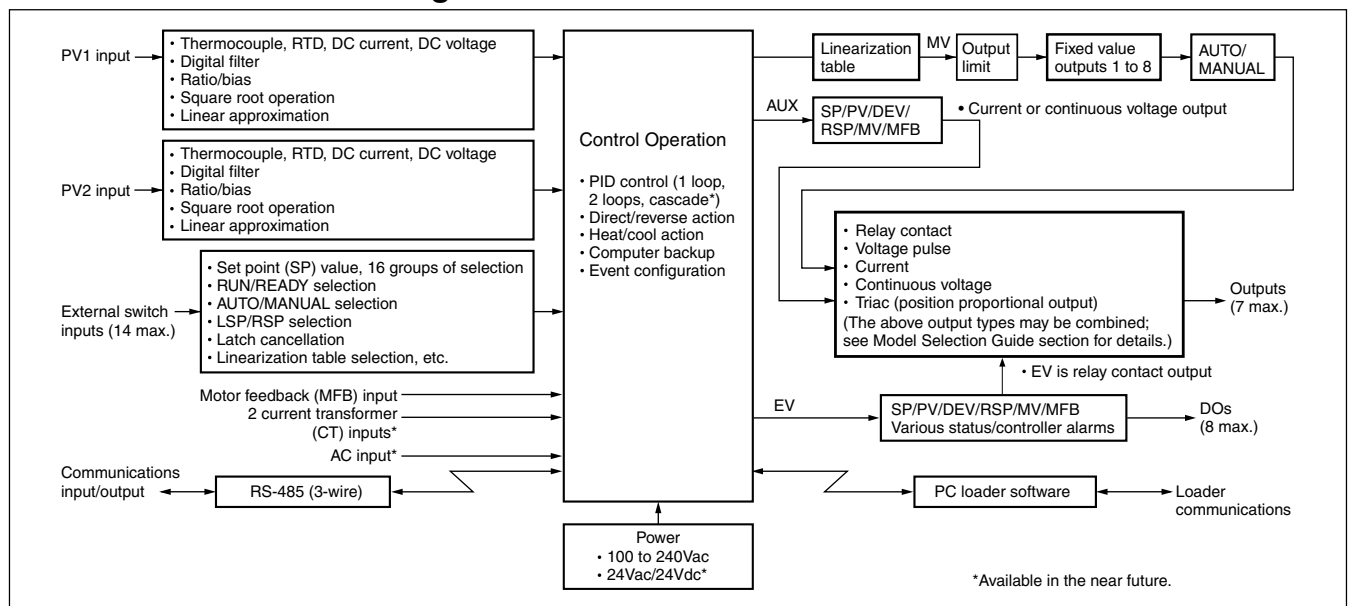 PV1 input
• Thermocouple, RTD, DC current, DC voltage
• Digital filter
• Ratio/bias
• Square root operation
• Linear approximation
PV2 input
• Thermocouple, RTD, DC current, DC voltage
• Digital filter
• Ratio/bias
• Square root operation
• Linear approximation
External switch
inputs (14 max.)
• Set point (SP) value, 16 groups of selection
• RUN/READY selection
• AUTO/MANUAL selection
• LSP/RSP selection
• Latch cancellation
• Linearization table selection, etc.
Motor feedback (MFB) input
2 current transformer
(CT) inputs*
AC input*
Communications
input/output
RS-485 (3-wire)
Control Operation
• PID control (1 loop,
2 loops, cascade*)
• Direct/reverse action
• Heat/cool action
• Computer backup
• Event configuration
Power
• 100 to 240Vac
• 24Vac/24Vdc*
Linearization
table
MV
Output
limit
Fixed value
outputs 1 to 8
AUTO/
MANUAL
AUX
SP/PV/DEV/
RSP/MV/MFB
• Current or continuous voltage output
• Relay contact
• Voltage pulse
• Current
• Continuous voltage
• Triac (position proportional output)
(The above output types may be combined;
see Model Selection Guide section for details.)
Outputs
(7 max.)
• EV is relay contact output
EV
SP/PV/DEV/RSP/MV/MFB
Various status/controller alarms
DOs
(8 max.)
PC loader software
Loader
communications
*Available in the near future.